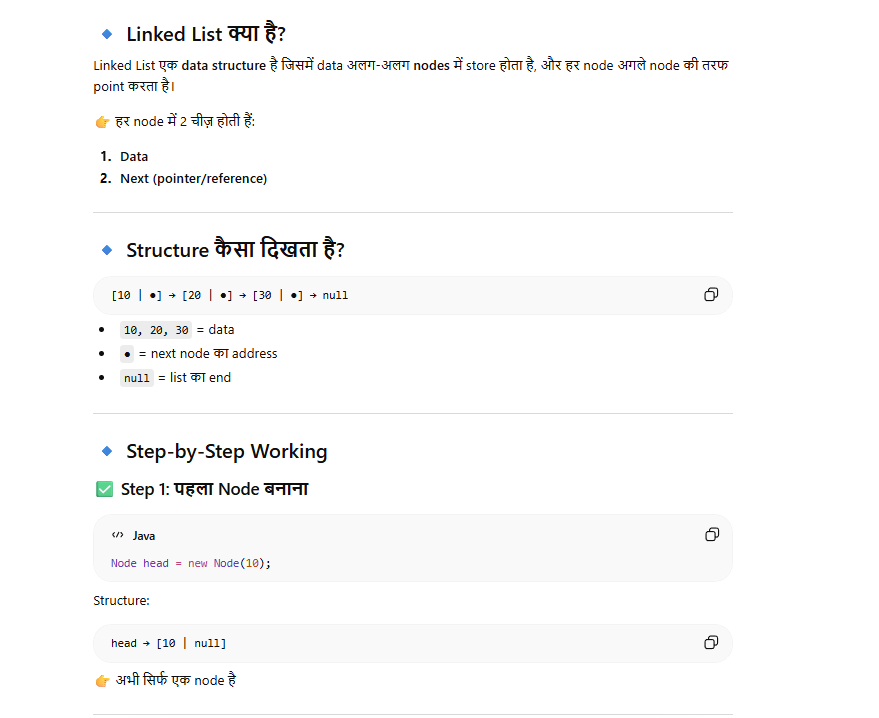 Linked List क्या है?
Linked List एक data structure है जिसमें data अलग-अलग nodes में store होता है, और हर node अगले node की तरफ
point करता है।
👉 हर node में 2 चीज़ होती हैं:
1. Data
2. Next (pointer/reference)
Structure कैसा दिखता है?
[10 | ●] → [20 | ●] → [30 | ●] → null
• 10, 20, 30 = data
• ● = next node का address
• null = list का end
Step-by-Step Working
✅ Step 1: पहला Node बनाना
</> Java
Node head = new Node(10);
Structure:
head → [10 | null]
👉 अभी सिर्फ एक node है